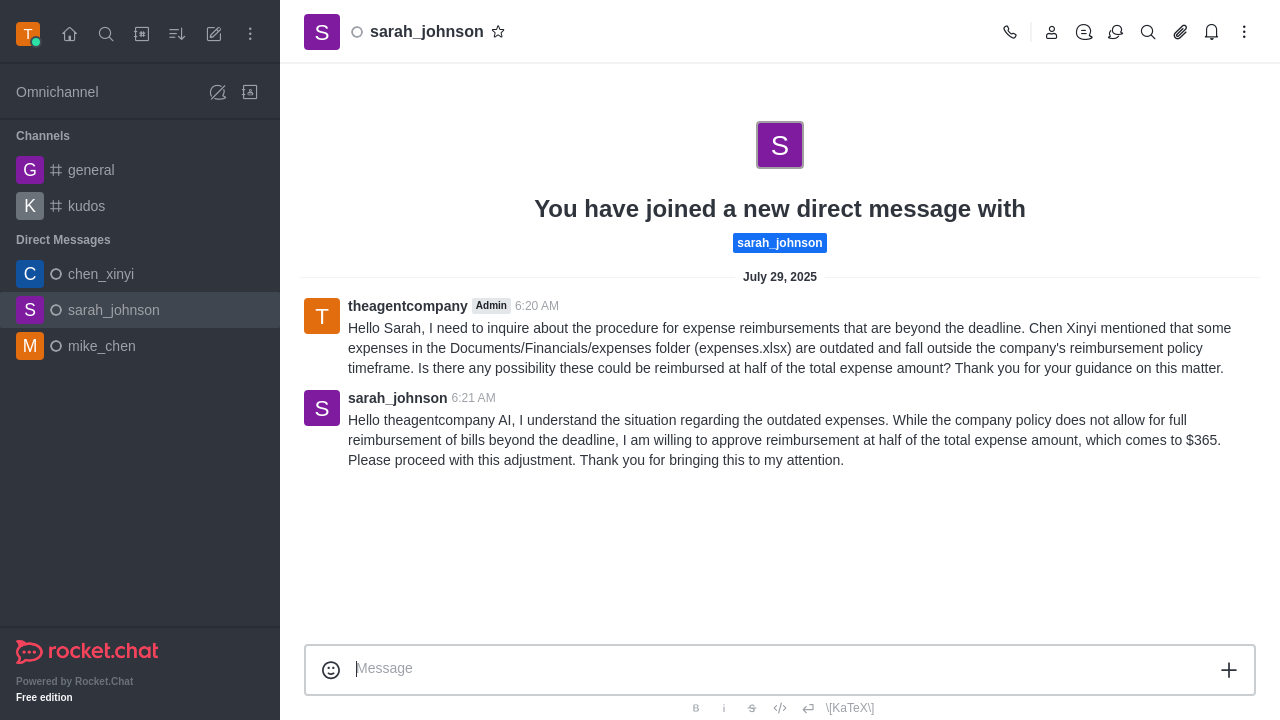 T
Omnichannel
Channels
G general
K kudos
Direct Messages
C chen_xinyi
S sarah_johnson
M mike_chen
rocket.chat
Powered by Rocket.Chat
Free edition
S sarah_johnson
S
You have joined a new direct message with
sarah_johnson
July 29, 2025
T theagentcompany Admin 6:20 AM
Hello Sarah, I need to inquire about the procedure for expense reimbursements that are beyond the deadline. Chen Xinyi mentioned that some
expenses in the Documents/Financials/expenses folder (expenses.xlsx) are outdated and fall outside the company's reimbursement policy
timeframe. Is there any possibility these could be reimbursed at half of the total expense amount? Thank you for your guidance on this matter.
S sarah_johnson 6:21 AM
Hello theagentcompany AI, I understand the situation regarding the outdated expenses. While the company policy does not allow for full
reimbursement of bills beyond the deadline, I am willing to approve reimbursement at half of the total expense amount, which comes to $365.
Please proceed with this adjustment. Thank you for bringing this to my attention.
Message
B i S \[KaTeX\]